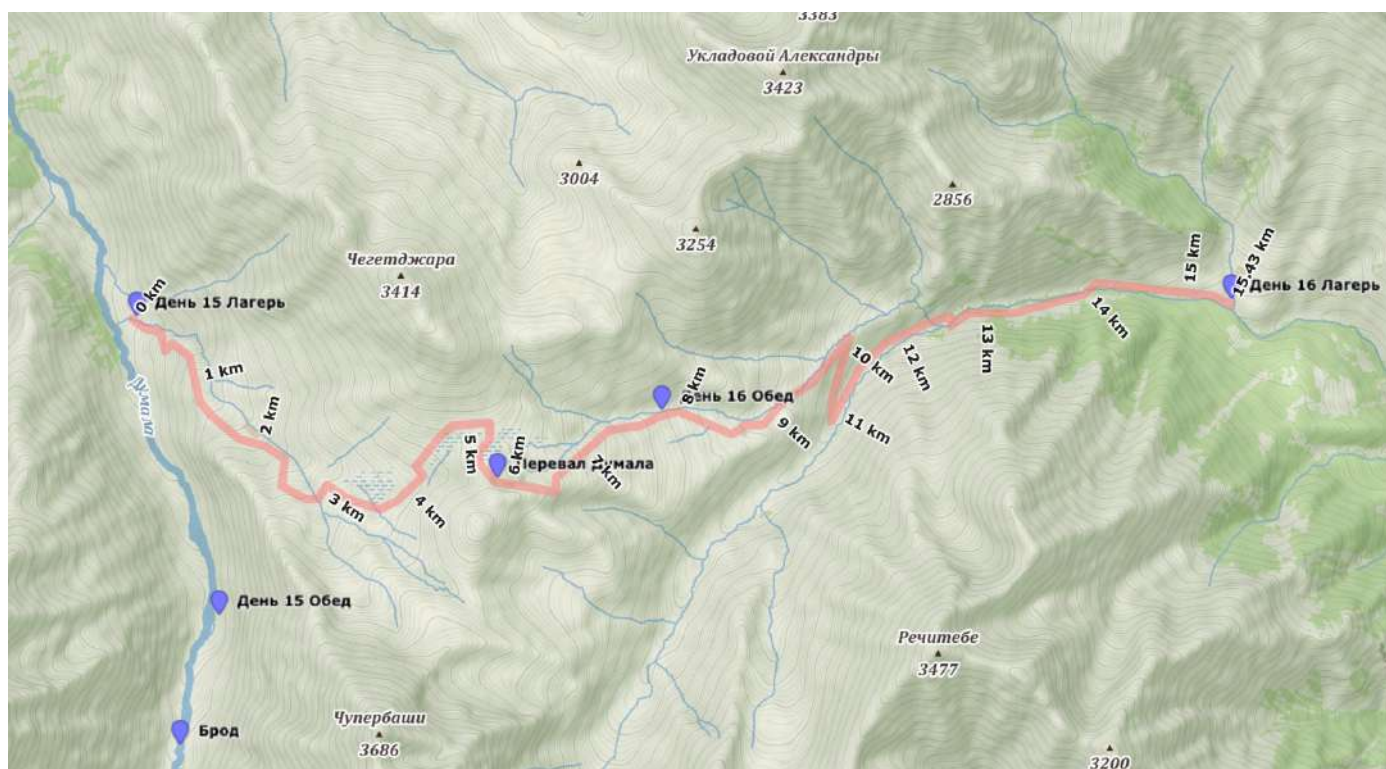 3383
Укладовой Александры
3423
3004
2856
3254
Чегетджара
3414
День 15 Лагерь
0 km
День 16 Лагерь
15.43 km
15 km
14 km
13 km
12 km
1 km
10 km
День 16 Обед
8 km
Думала
2 km
11 km
9 km
5 km
6 km
Перевал Думала
7 km
4 km
3 km
День 15 Обед
Речитебе
3477
Чупербаши
3686
Брод
3200